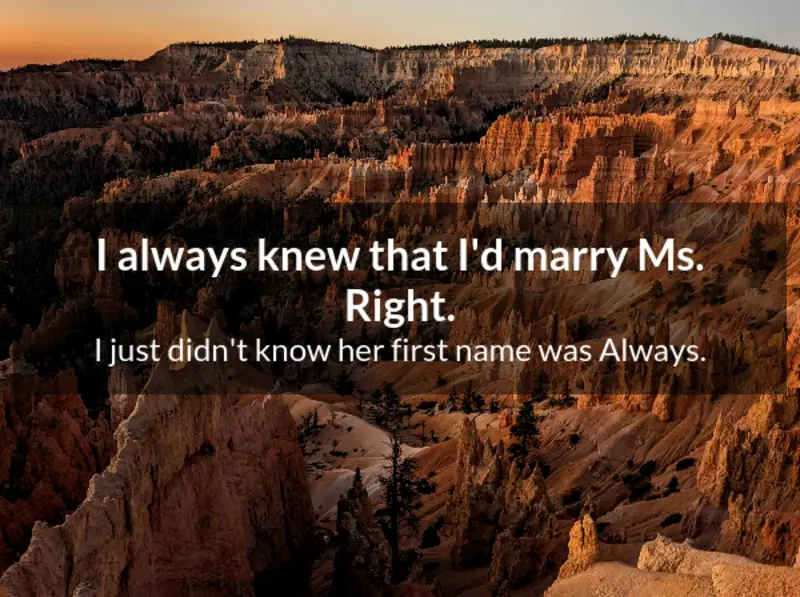 I always knew that I'd marry Ms.
Right.
I just didn't know her first name was Always.